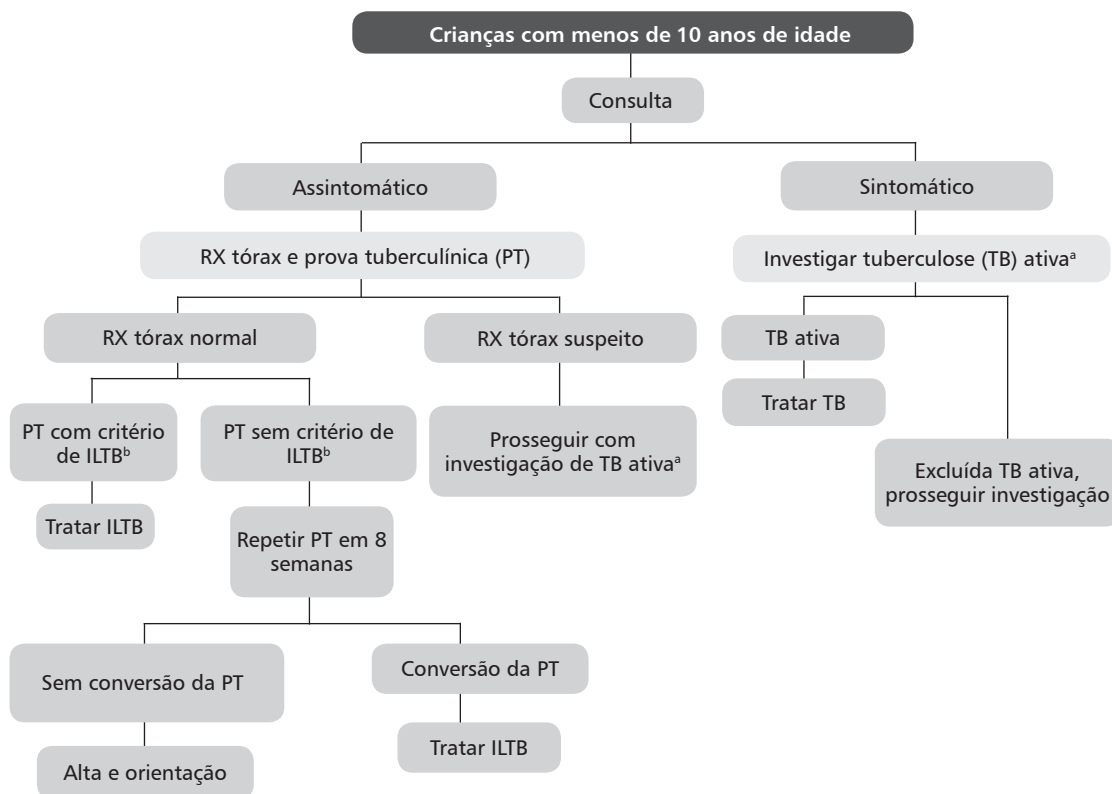 Crianças com menos de 10 anos de idade
Consulta
Assintomático
Sintomático
RX tórax e prova tuberculínica (PT)
Investigar tuberculose (TB) ativaª
RX tórax normal
RX tórax suspeito
TB ativa
Tratar TB
PT com critério
de ILTBᵇ
PT sem critério de
ILTBᵇ
Prosseguir com
investigação de TB ativaª
Excluída TB ativa,
prosseguir investigação
Tratar ILTB
Repetir PT em 8
semanas
Sem conversão da PT
Conversão da PT
Alta e orientação
Tratar ILTB